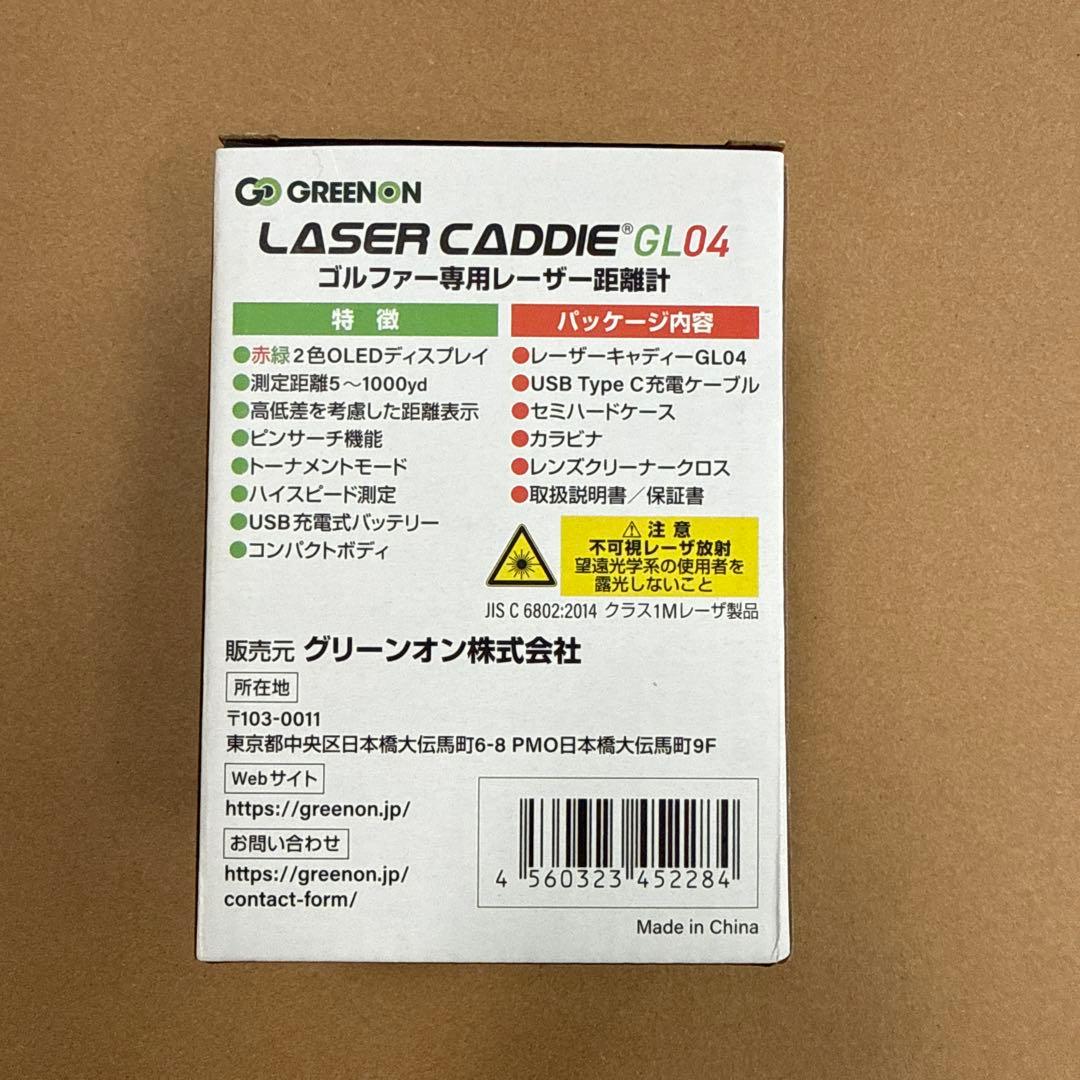 GREENON
LASER CADDIE® GL04
ゴルファー専用レーザー距離計
特 徴
●赤緑2色OLEDディスプレイ
●測定距離5〜1000yd
●高低差を考慮した距離表示
●ピンサーチ機能
●トーナメントモード
●ハイスピード測定
●USB充電式バッテリー
●コンパクトボディ
パッケージ内容
●レーザーキャディーGL04
●USB Type C充電ケーブル
●セミハードケース
●カラビナ
●レンズクリーナークロス
●取扱説明書／保証書
⚠ 注 意
不可視レーザ放射
望遠光学系の使用者を
露光しないこと
JIS C 6802:2014 クラス1Mレーザ製品
販売元 グリーンオン株式会社
所在地
〒103-0011
東京都中央区日本橋大伝馬町6-8 PMO日本橋大伝馬町9F
Webサイト
https://greenon.jp/
お問い合わせ
https://greenon.jp/
contact-form/
4 560323 452284
Made in China